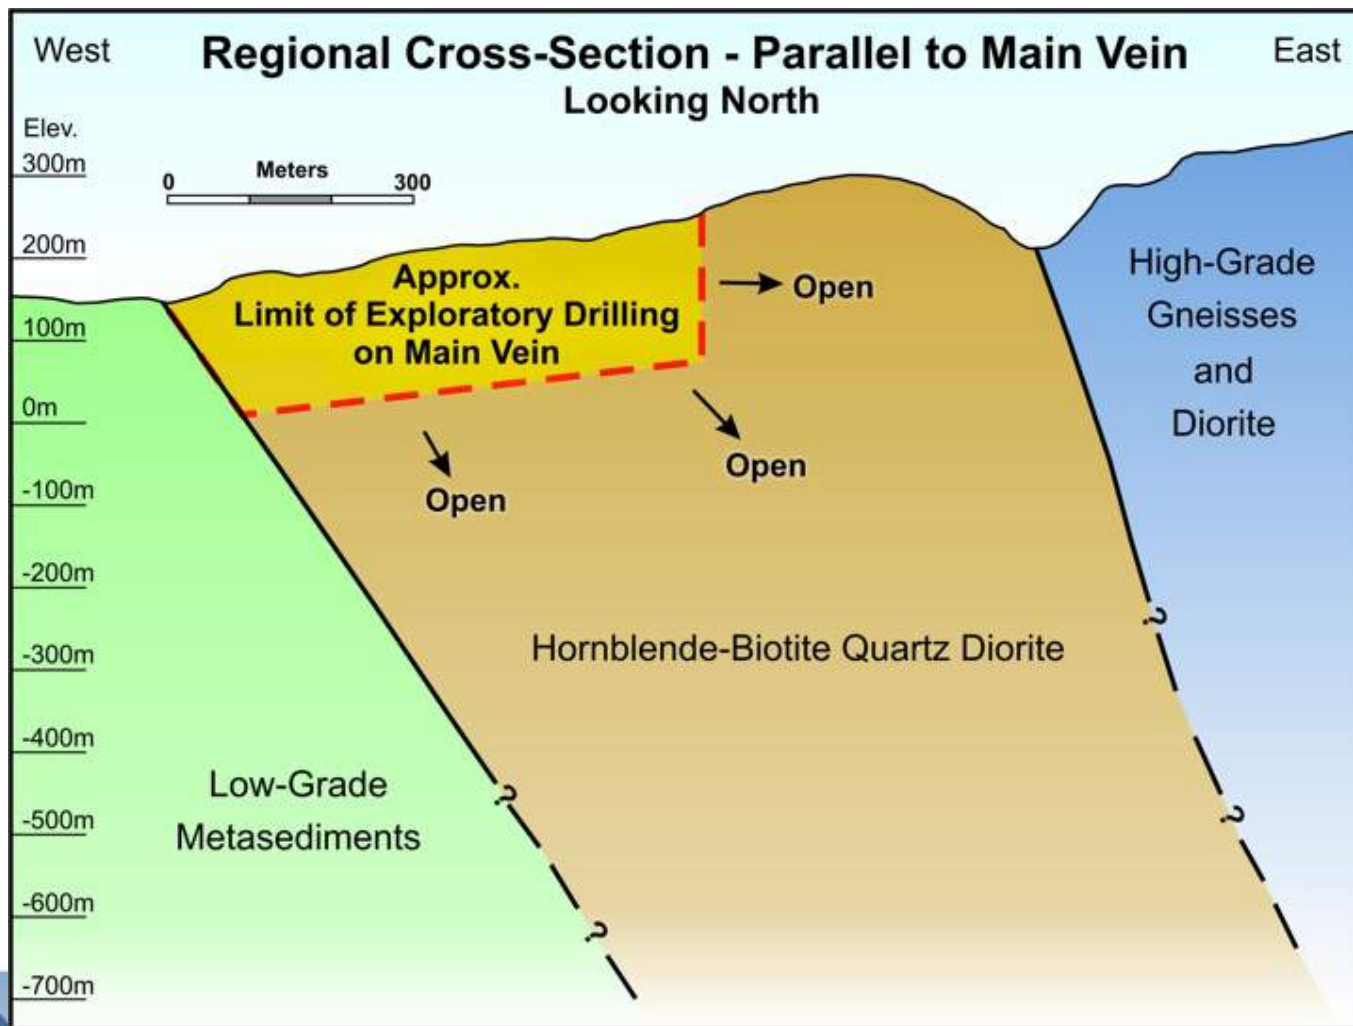 West
Regional Cross-Section - Parallel to Main Vein
East
Looking North
Elev.
300m
200m
100m
0m
-100m
-200m
-300m
-400m
-500m
-600m
-700m
Meters
0 300
Approx.
Limit of Exploratory Drilling
on Main Vein
Open
Open
Open
High-Grade
Gneisses
and
Diorite
Hornblende-Biotite Quartz Diorite
Low-Grade
Metasediments
?
?
?
?